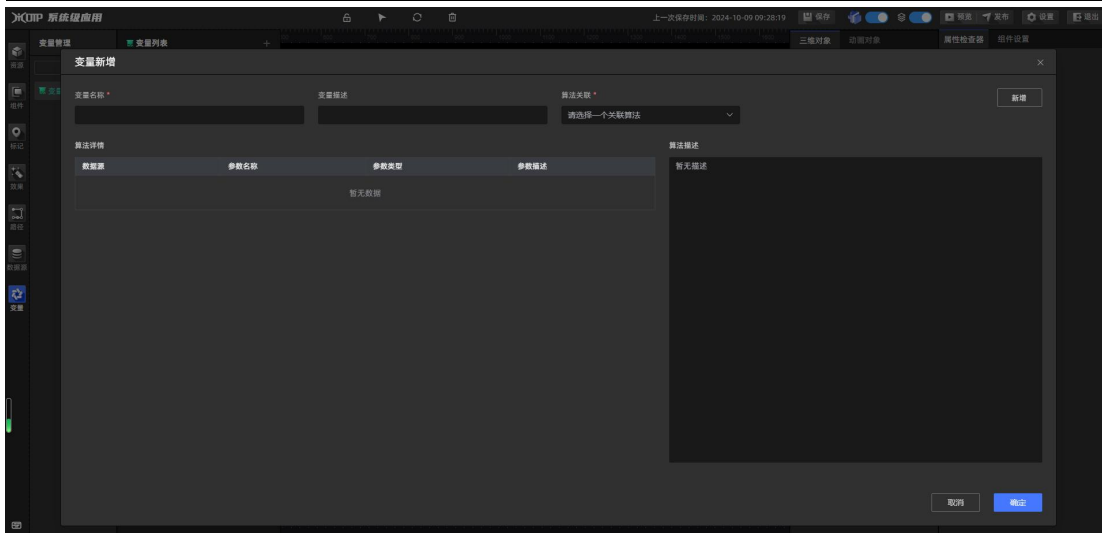 DTP 系统级应用
上一次保存时间：2024-10-09 09:28:19
保存
预览
发布
设置
退出
变量管理
变量列表
+
三维对象
动画对象
属性检查器
组件设置
资源
组件
标记
效果
路径
数据源
变量
变量新增
×
变量名称 *
变量描述
算法关联 *
请选择一个关联算法
新增
算法详情
算法描述
数据源
参数名称
参数类型
参数描述
暂无数据
暂无描述
取消
确定